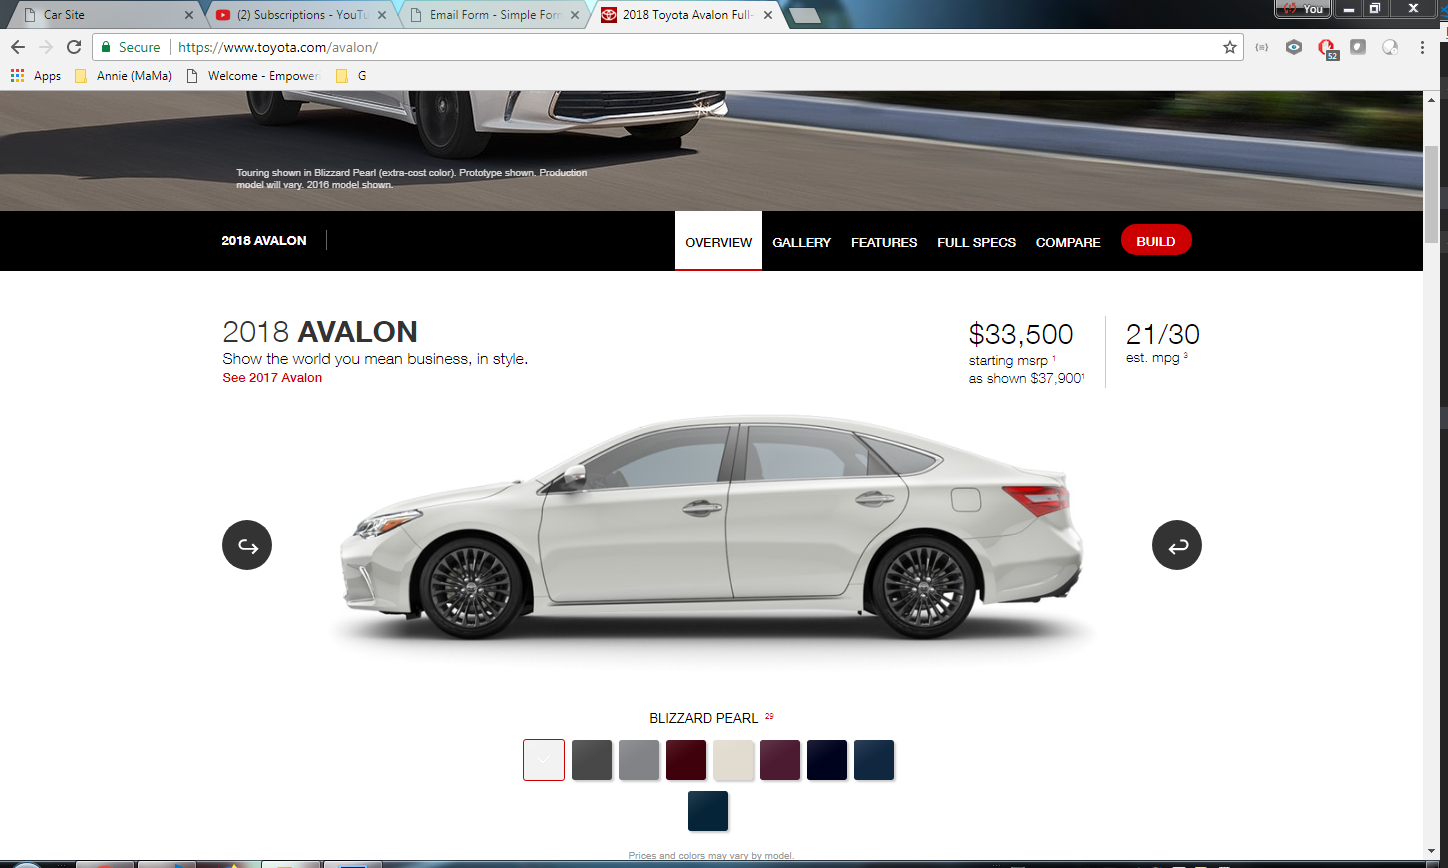 Car Site
(2) Subscriptions - YouTu
Email Form - Simple Form
2018 Toyota Avalon Full-
You
Secure
https://www.toyota.com/avalon/
52
Apps
Annie (MaMa)
Welcome - Empower
G
Touring shown in Blizzard Pearl (extra-cost color). Prototype shown. Production
model will vary. 2016 model shown.
2018 AVALON
OVERVIEW
GALLERY
FEATURES
FULL SPECS
COMPARE
BUILD
2018 AVALON
Show the world you mean business, in style.
See 2017 Avalon
$33,500
starting msrp 1
as shown $37,900 1
21/30
est. mpg 3
BLIZZARD PEARL 29
Prices and colors may vary by model.